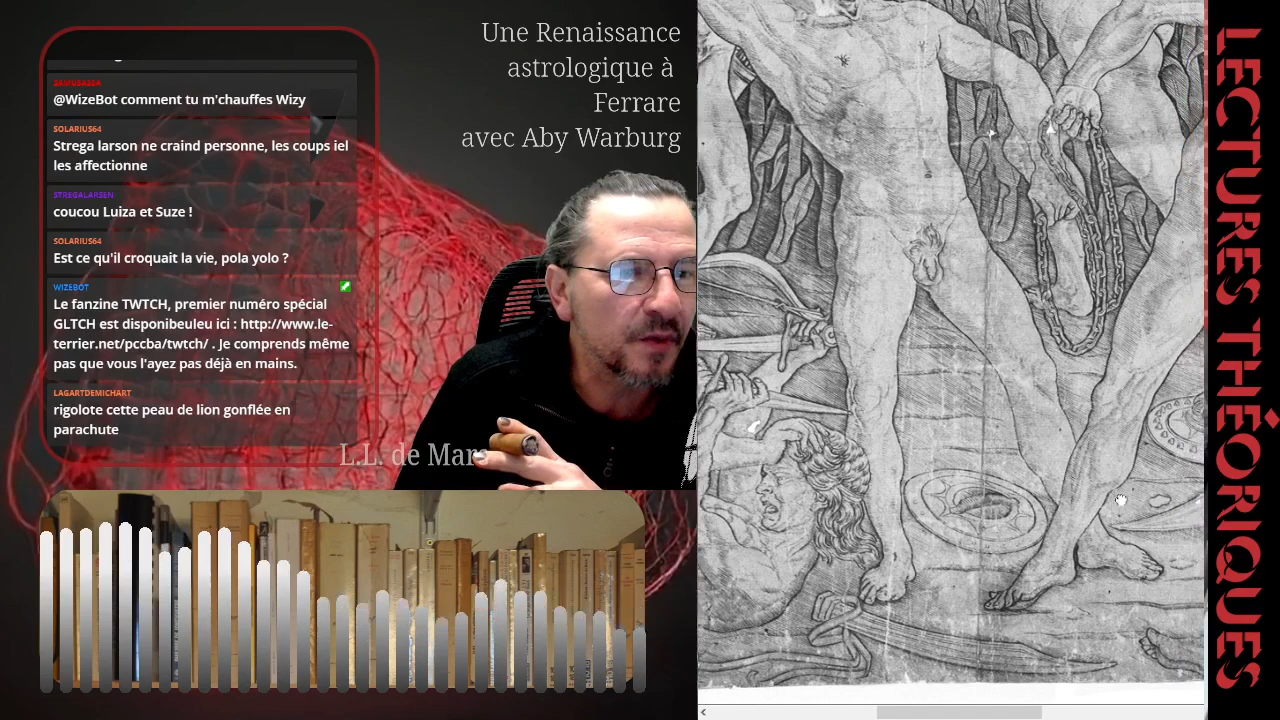 Une Renaissance
astrologique à
Ferrare
avec Aby Warburg
@WizeBot comment tu m'chauffes Wizy
SOLARIUS64
Strega larson ne craind personne, les coups iel
les affectionne
STREGALARSEN
coucou Luiza et Suze !
SOLARIUS64
Est ce qu'il croquait la vie, pola yolo ?
WIZEBOT
Le fanzine TWTCH, premier numéro spécial
GLTCH est disponibeuleu ici : http://www.le-
terrier.net/pccba/twtch/ . Je comprends même
pas que vous l'ayez pas déjà en mains.
LAGARTDEMICHART
rigolote cette peau de lion gonflée en
parachute
L.L. de Mars
LECTURES THÉORIQUES